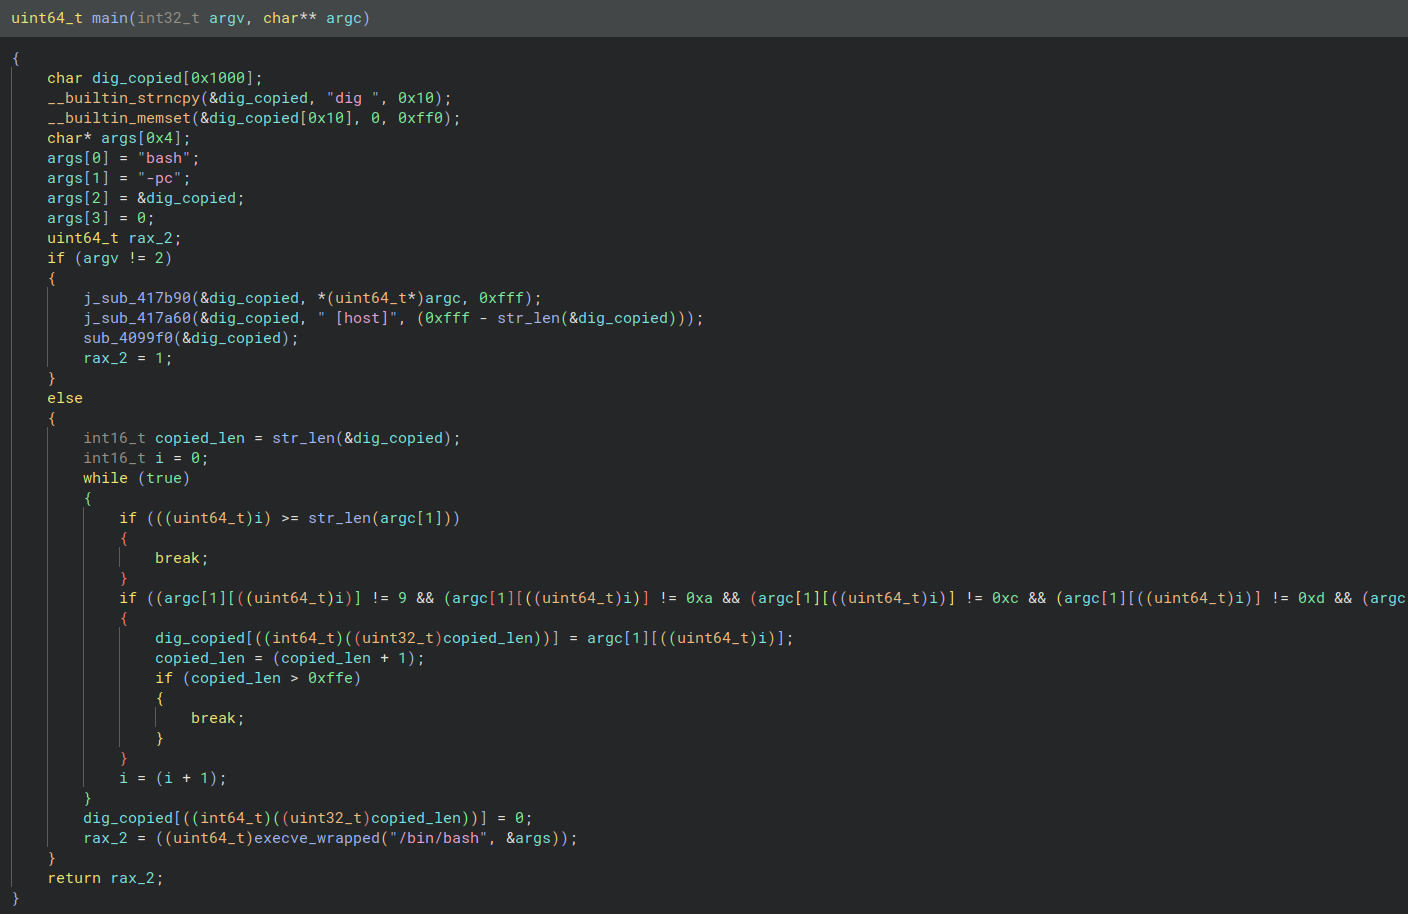 uint64_t main(int32_t argv, char** argc)
{
    char dig_copied[0x1000];
    __builtin_strncpy(&dig_copied, "dig ", 0x10);
    __builtin_memset(&dig_copied[0x10], 0, 0xff0);
    char* args[0x4];
    args[0] = "bash";
    args[1] = "-pc";
    args[2] = &dig_copied;
    args[3] = 0;
    uint64_t rax_2;
    if (argv != 2)
    {
        j_sub_417b90(&dig_copied, *(uint64_t*)argc, 0xfff);
        j_sub_417a60(&dig_copied, " [host]", (0xfff - str_len(&dig_copied)));
        sub_4099f0(&dig_copied);
        rax_2 = 1;
    }
    else
    {
        int16_t copied_len = str_len(&dig_copied);
        int16_t i = 0;
        while (true)
        {
            if (((uint64_t)i) >= str_len(argc[1]))
            {
                break;
            }
            if ((argc[1][((uint64_t)i)] != 9 && (argc[1][((uint64_t)i)] != 0xa && (argc[1][((uint64_t)i)] != 0xc && (argc[1][((uint64_t)i)] != 0xd && (argc
            {
                dig_copied[((int64_t)((uint32_t)copied_len))] = argc[1][((uint64_t)i)];
                copied_len = (copied_len + 1);
                if (copied_len > 0xffe)
                {
                    break;
                }
            }
            i = (i + 1);
        }
        dig_copied[((int64_t)((uint32_t)copied_len))] = 0;
        rax_2 = ((uint64_t)execve_wrapped("/bin/bash", &args));
    }
    return rax_2;
}